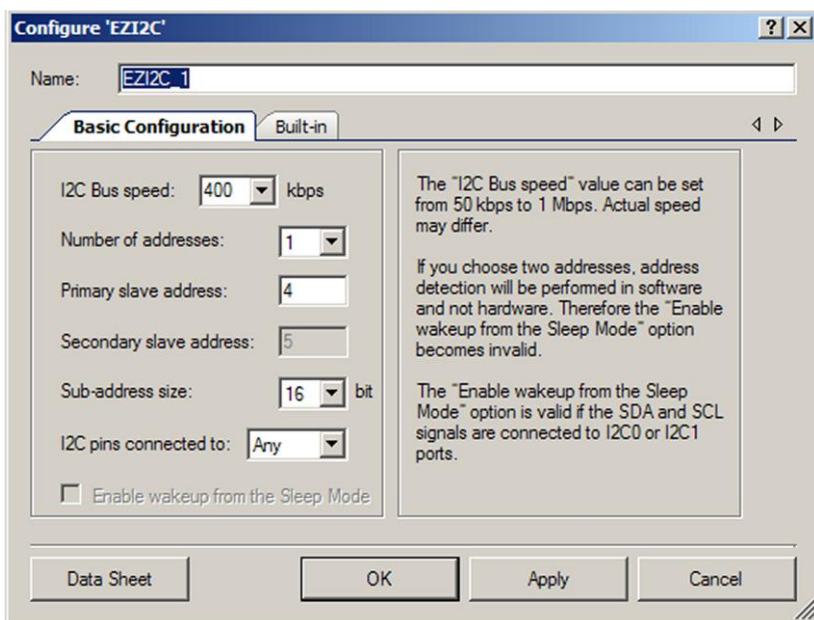 Configure 'EZI2C'
Name: EZI2C_1
Basic Configuration Built-in
I2C Bus speed: 400 kbps
Number of addresses: 1
Primary slave address: 4
Secondary slave address: 5
Sub-address size: 16 bit
I2C pins connected to: Any
Enable wakeup from the Sleep Mode
The "I2C Bus speed" value can be set
from 50 kbps to 1 Mbps. Actual speed
may differ.
If you choose two addresses, address
detection will be performed in software
and not hardware. Therefore the "Enable
wakeup from the Sleep Mode" option
becomes invalid.
The "Enable wakeup from the Sleep
Mode" option is valid if the SDA and SCL
signals are connected to I2C0 or I2C1
ports.
Data Sheet OK Apply Cancel